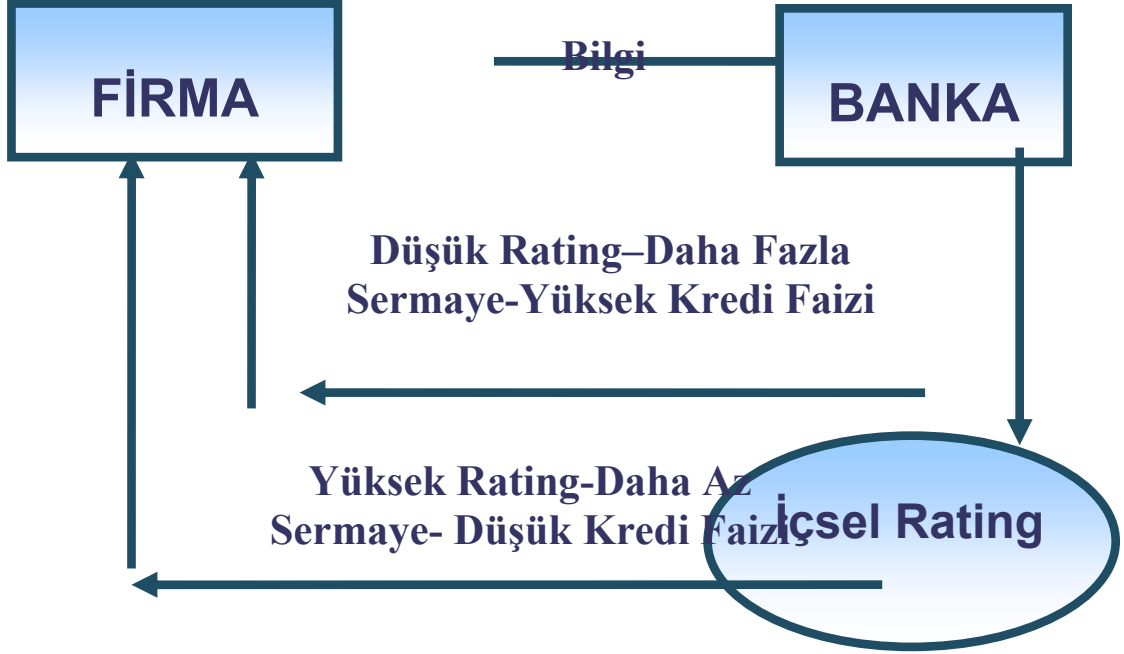 FİRMA
Bilgi
BANKA
Düşük Rating–Daha Fazla
Sermaye-Yüksek Kredi Faizi
Yüksek Rating-Daha Az
Sermaye- Düşük Kredi Faizi
İçsel Rating